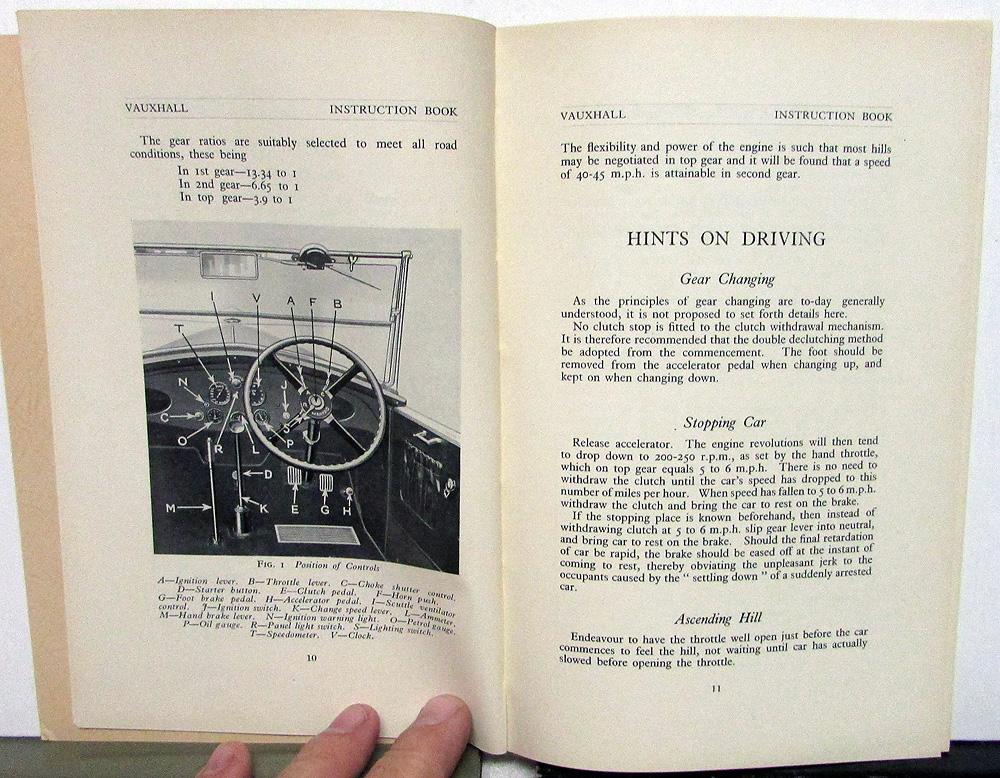 VAUXHALL INSTRUCTION BOOK
The gear ratios are suitably selected to meet all road
conditions, these being
In 1st gear—13.34 to 1
In 2nd gear—6.65 to 1
In top gear—3.9 to 1
I V A F B
T
N J
C
O R L S P
D
M K E G H
FIG. 1 Position of Controls
A—Ignition lever. B—Throttle lever. C—Choke shutter control.
D—Starter button. E—Clutch pedal. F—Horn push.
G—Foot brake pedal. H—Accelerator pedal. I—Scuttle ventilator
control. J—Ignition switch. K—Change speed lever. L—Ammeter.
M—Hand brake lever. N—Ignition warning light. O—Petrol gauge.
P—Oil gauge. R—Panel light switch. S—Lighting switch.
T—Speedometer. V—Clock.
10
VAUXHALL INSTRUCTION BOOK
The flexibility and power of the engine is such that most hills
may be negotiated in top gear and it will be found that a speed
of 40-45 m.p.h. is attainable in second gear.
HINTS ON DRIVING
Gear Changing
As the principles of gear changing are to-day generally
understood, it is not proposed to set forth details here.
No clutch stop is fitted to the clutch withdrawal mechanism.
It is therefore recommended that the double declutching method
be adopted from the commencement. The foot should be
removed from the accelerator pedal when changing up, and
kept on when changing down.
Stopping Car
Release accelerator. The engine revolutions will then tend
to drop down to 200-250 r.p.m., as set by the hand throttle,
which on top gear equals 5 to 6 m.p.h. There is no need to
withdraw the clutch until the car's speed has dropped to this
number of miles per hour. When speed has fallen to 5 to 6 m.p.h.
withdraw the clutch and bring the car to rest on the brake.
If the stopping place is known beforehand, then instead of
withdrawing clutch at 5 to 6 m.p.h. slip gear lever into neutral,
and bring car to rest on the brake. Should the final retardation
of car be rapid, the brake should be eased off at the instant of
coming to rest, thereby obviating the unpleasant jerk to the
occupants caused by the “ settling down ” of a suddenly arrested
car.
Ascending Hill
Endeavour to have the throttle well open just before the car
commences to feel the hill, not waiting until car has actually
slowed before opening the throttle.
11